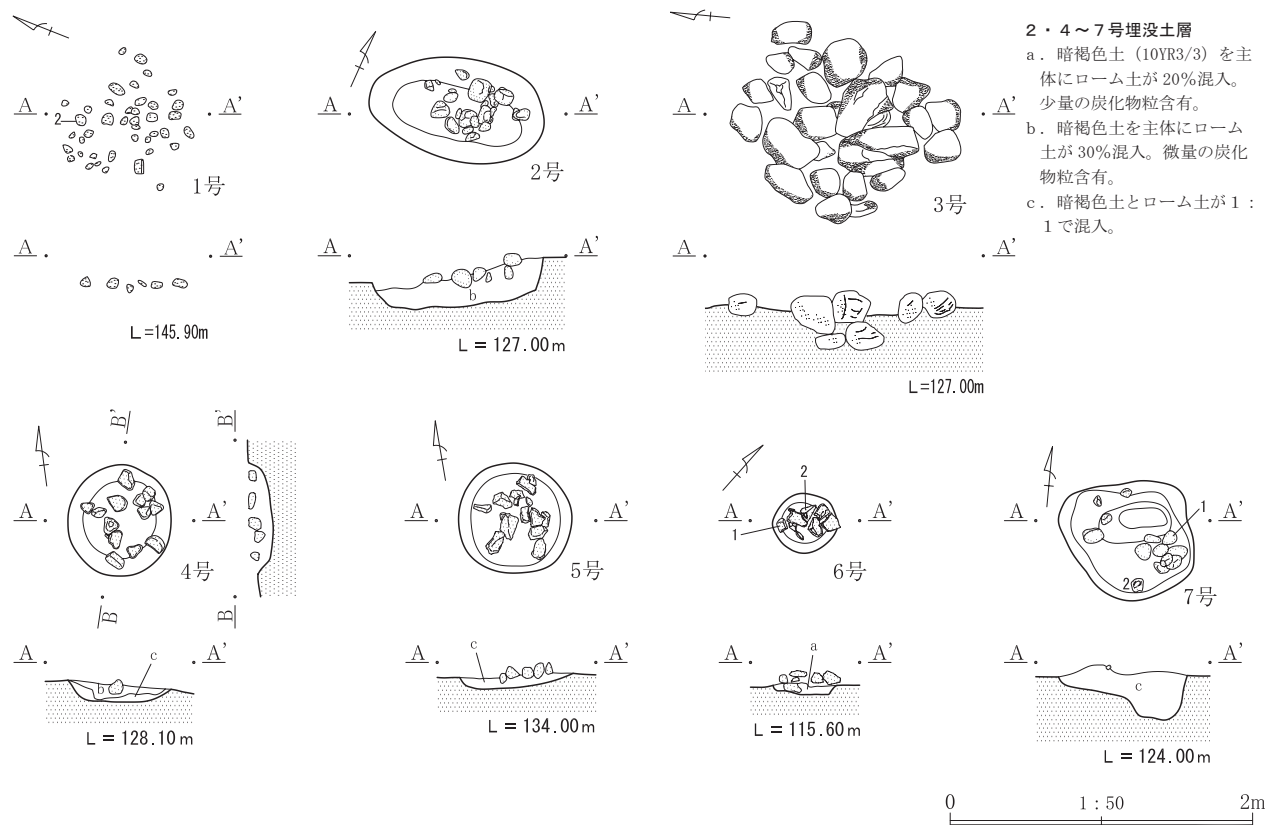 A
A'
2
1号
A
A'
L=145.90m
A
A'
2号
A
A'
b
L = 127.00m
A
A'
3号
A
A'
L=127.00m
2・4～7号埋没土層
a．暗褐色土（10YR3/3）を主
体にローム土が 20%混入。
少量の炭化物粒含有。
b．暗褐色土を主体にローム
土が 30%混入。微量の炭化
物粒含有。
c．暗褐色土とローム土が１：
１で混入。
B'
B'
A
A'
4号
B
B
A
A'
c
b
L = 128.10m
A
A'
5号
A
A'
c
L = 134.00m
2
A
A'
1
6号
A
A'
a
L = 115.60m
A
A'
1
2
7号
A
A'
c
L = 124.00m
0
1：50
2m